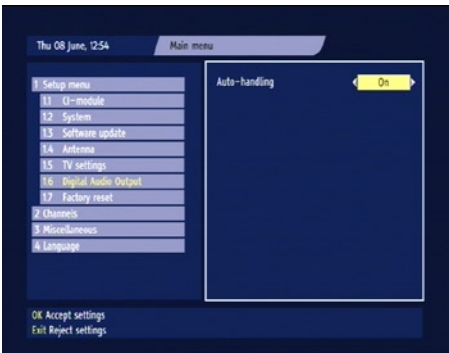 Thu 08 June, 12:54 Main menu
1 Setup menu
1.1 CI-module
1.2 System
1.3 Software update
1.4 Antenna
1.5 TV settings
1.6 Digital Audio Output
1.7 Factory reset
2 Channels
3 Miscellaneous
4 Language
Auto-handling On
OK Accept settings
Exit Reject settings